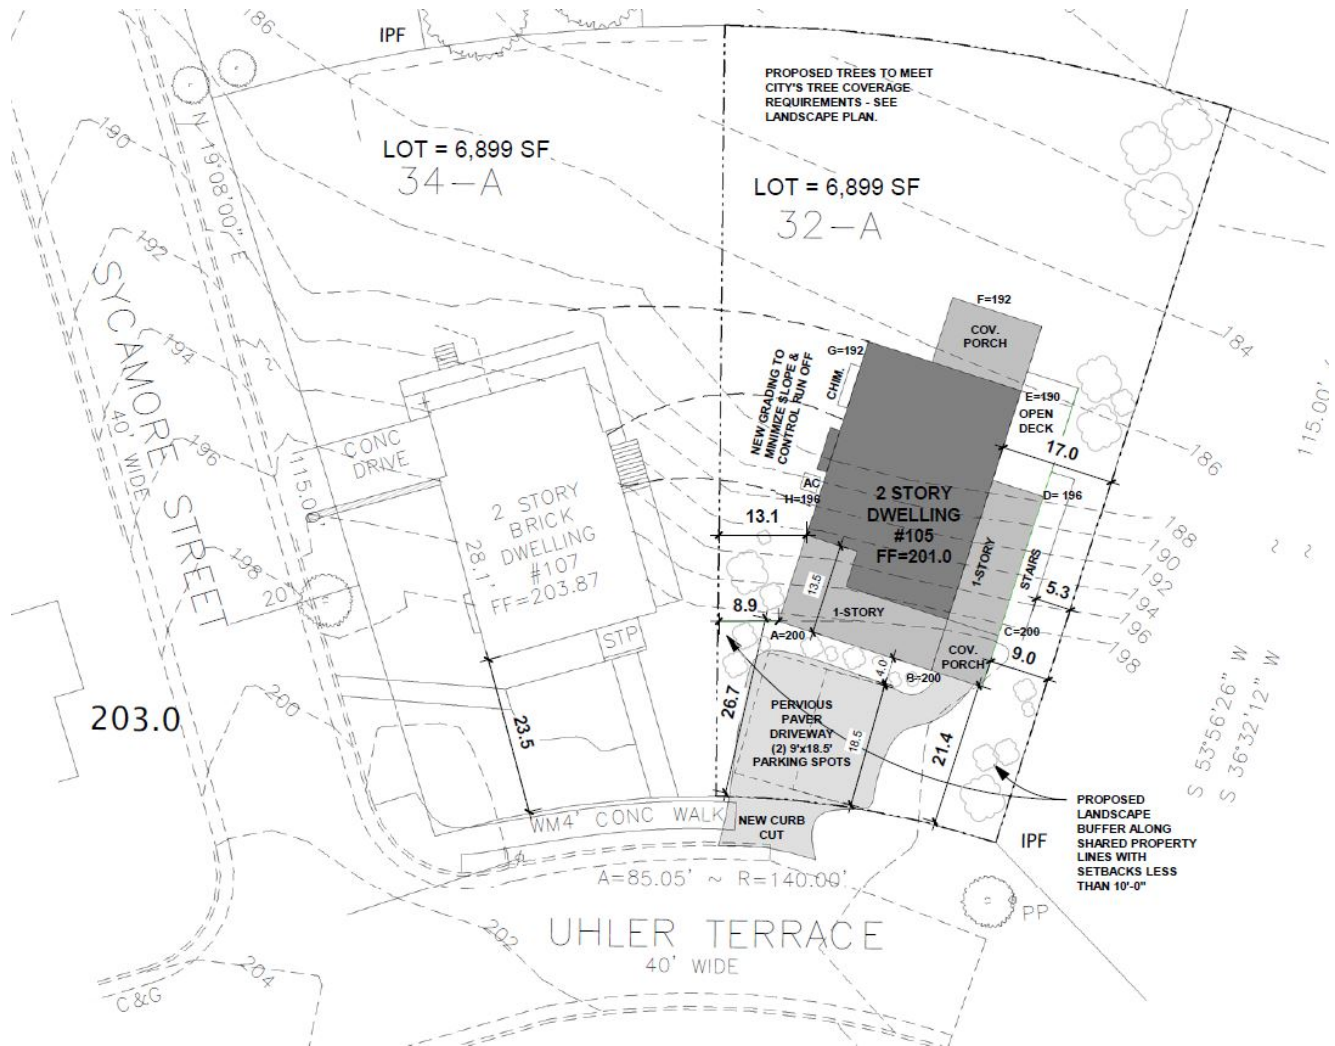 186
IPF
PROPOSED TREES TO MEET
CITY'S TREE COVERAGE
REQUIREMENTS - SEE
LANDSCAPE PLAN.
190
N 19°08'00" E
LOT = 6,899 SF
34-A
LOT = 6,899 SF
32-A
192
SYCAMORE STREET
40' WIDE
194
196
198
200
F=192
COV.
PORCH
184
G=192
CHIM.
NEW GRADING TO
MINIMIZE SLOPE &
CONTROL RUN OFF
E=190
OPEN
DECK
17.0
186
115.00'
CONC
DRIVE
115.00'
AC
H=196
2 STORY
DWELLING
#105
FF=201.0
D= 196
2 STORY
BRICK
DWELLING
#107
FF=203.87
28.1'
20'
13.1
13.5
1-STORY
STAIRS
188
190
192
194
196
198
5.3
8.9
1-STORY
A=200
C=200
9.0
COV.
PORCH
B=200
4.0
STP
203.0
23.5
26.7
PERVIOUS
PAVER
DRIVEWAY
(2) 9'x18.5'
PARKING SPOTS
18.5
21.4
S 53°56'26" W
S 36°32'12" W
WM
4' CONC WALK
NEW CURB
CUT
IPF
PROPOSED
LANDSCAPE
BUFFER ALONG
SHARED PROPERTY
LINES WITH
SETBACKS LESS
THAN 10'-0"
A=85.05' ~ R=140.00'
UHLER TERRACE
40' WIDE
PP
202
204
C&G